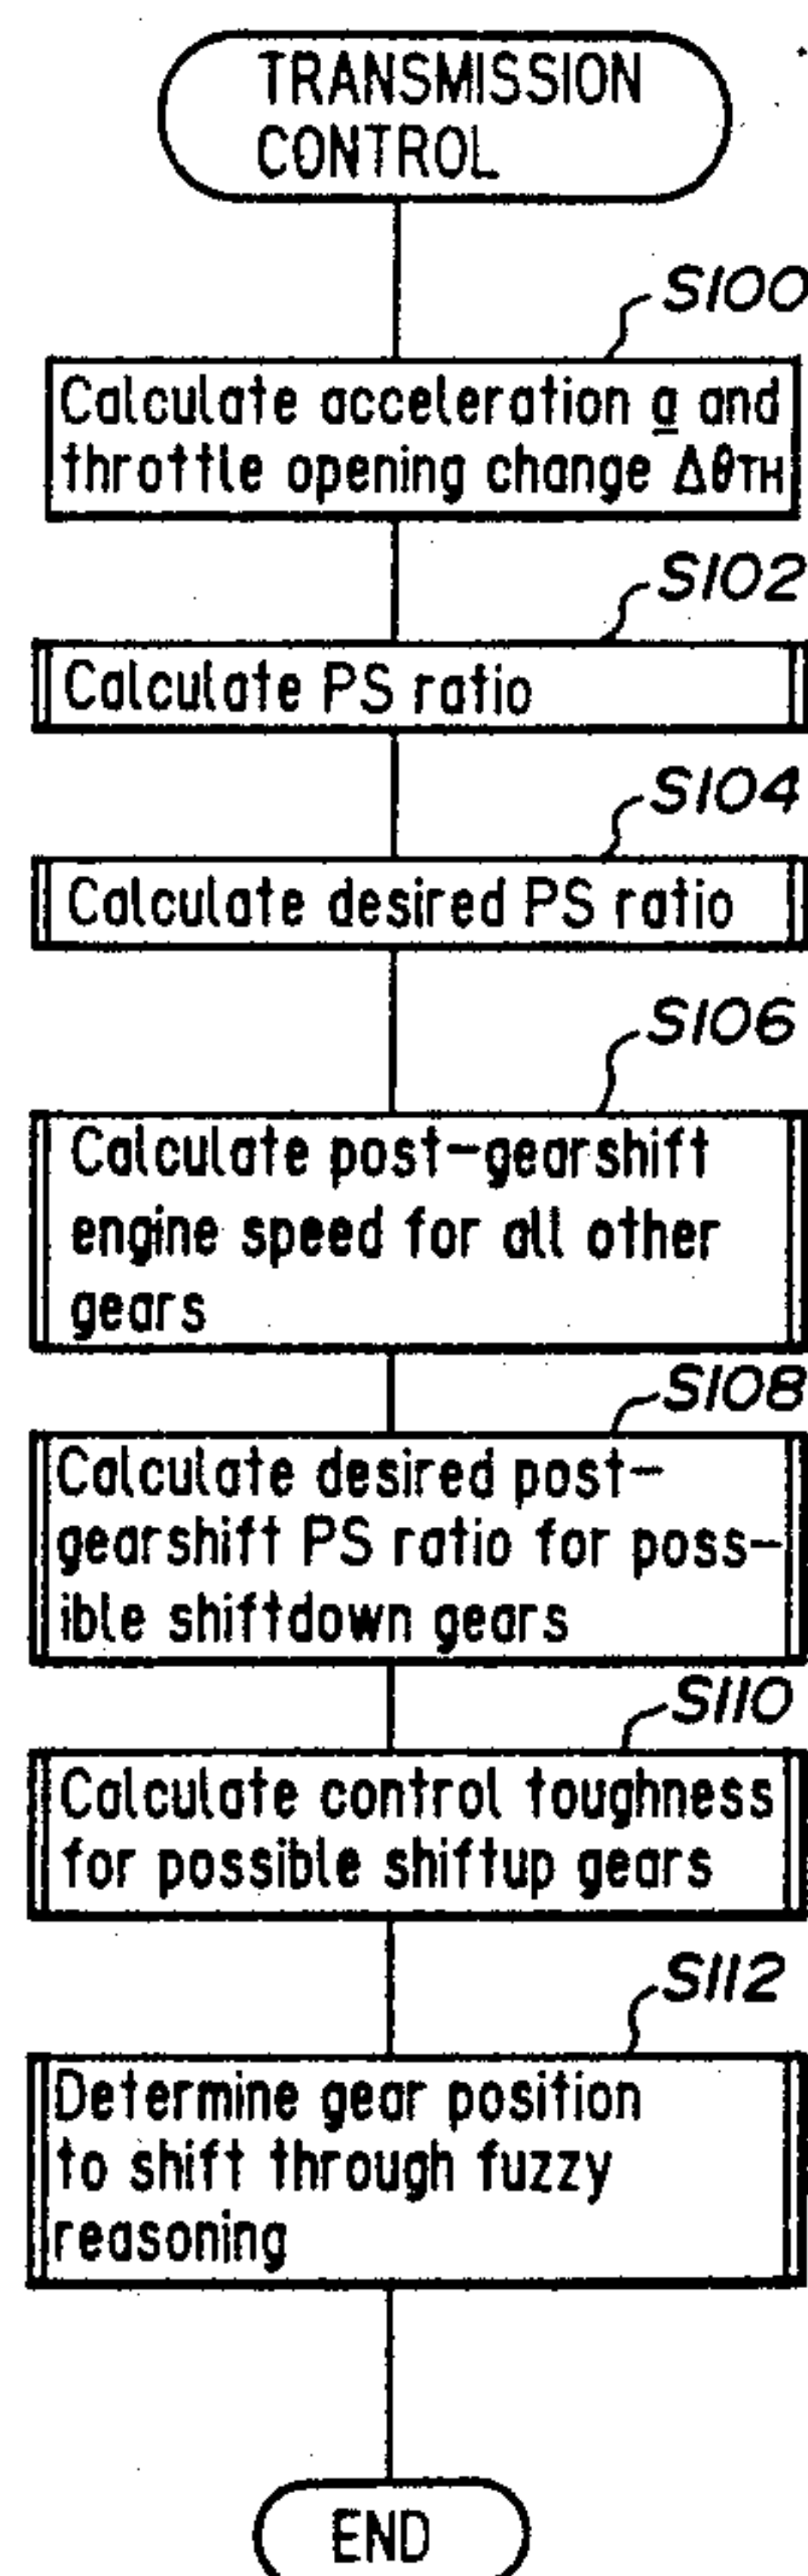 TRANSMISSION
CONTROL
S100
Calculate acceleration a and
throttle opening change ΔθTH
S102
Calculate PS ratio
S104
Calculate desired PS ratio
S106
Calculate post-gearshift
engine speed for all other
gears
S108
Calculate desired post-
gearshift PS ratio for poss-
ible shiftdown gears
S110
Calculate control toughness
for possible shiftup gears
S112
Determine gear position
to shift through fuzzy
reasoning
END